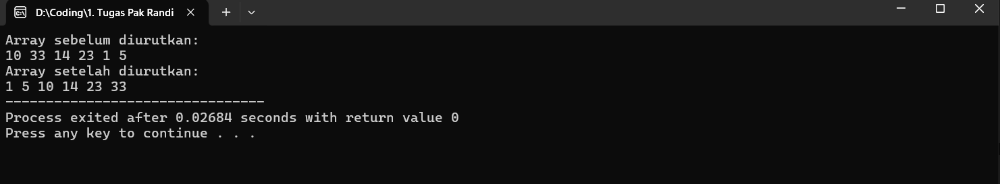 D:\Coding\1. Tugas Pak Randi
Array sebelum diurutkan:
10 33 14 23 1 5
Array setelah diurutkan:
1 5 10 14 23 33
--------------------------------
Process exited after 0.02684 seconds with return value 0
Press any key to continue . . .